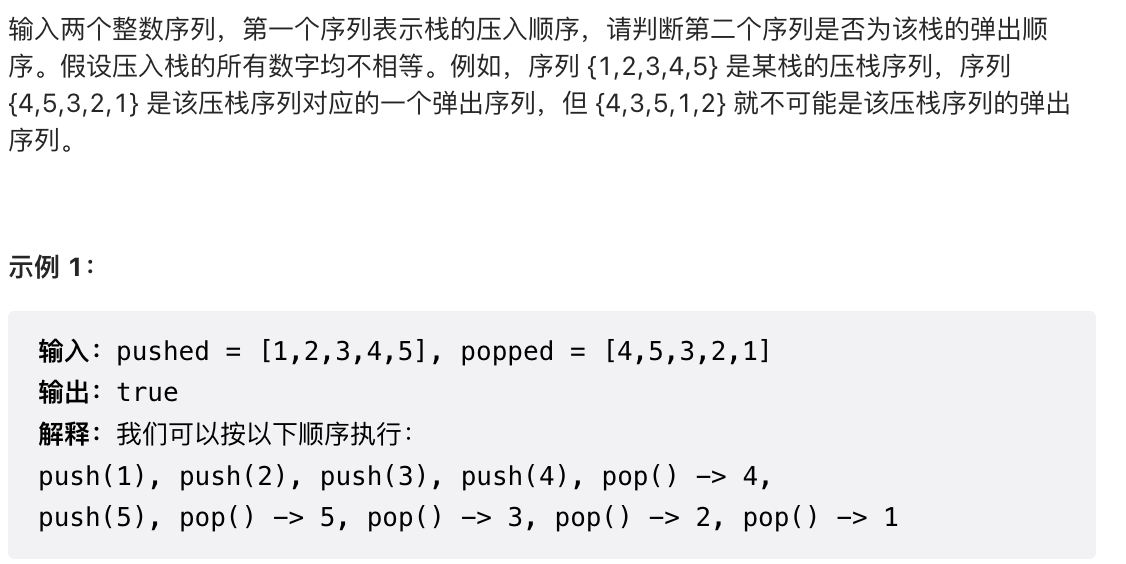 输入两个整数序列，第一个序列表示栈的压入顺序，请判断第二个序列是否为该栈的弹出顺
序。假设压入栈的所有数字均不相等。例如，序列 {1,2,3,4,5} 是某栈的压栈序列，序列
{4,5,3,2,1} 是该压栈序列对应的一个弹出序列，但 {4,3,5,1,2} 就不可能是该压栈序列的弹出
序列。
示例 1：
输入：pushed = [1,2,3,4,5], popped = [4,5,3,2,1]
输出：true
解释：我们可以按以下顺序执行：
push(1), push(2), push(3), push(4), pop() -> 4,
push(5), pop() -> 5, pop() -> 3, pop() -> 2, pop() -> 1